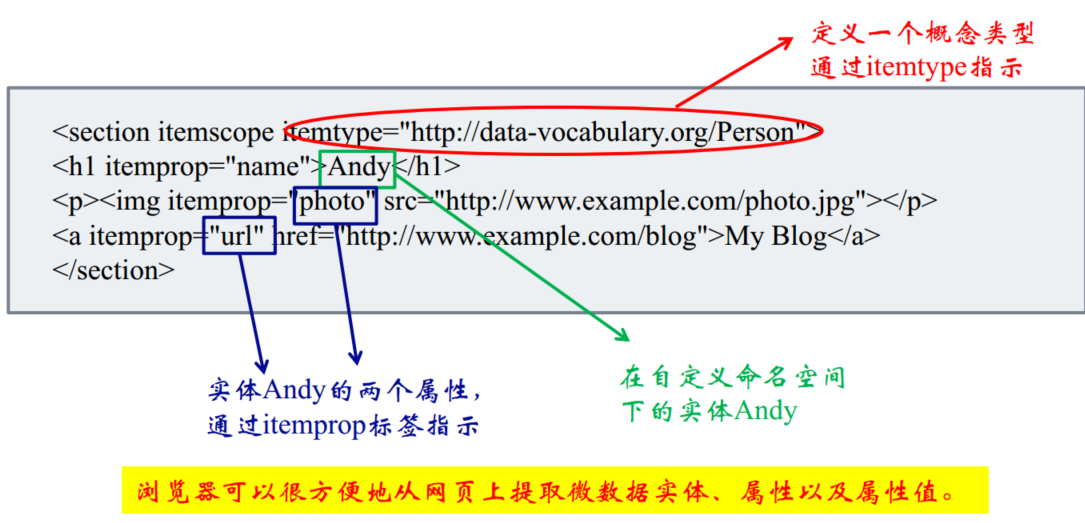 定义一个概念类型
通过itemtype指示
<section itemscope itemtype="http://data-vocabulary.org/Person">
<h1 itemprop="name">Andy</h1>
<p><img itemprop="photo" src="http://www.example.com/photo.jpg"></p>
<a itemprop="url" href="http://www.example.com/blog">My Blog</a>
</section>
实体Andy的两个属，
通过itemprop标签指示
在自定义命名空间
下的实体Andy
浏览器可以很方便地从网页上提取微数据实体、属性以及属性值。